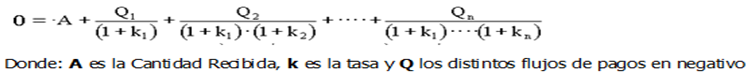 0 = ·A + Q₁/(1 + k₁) + Q₂/((1 + k₁)·(1 + k₂)) + ····+ Qₙ/((1 + k₁)····(1 + kₙ))
Donde: A es la Cantidad Recibida, k es la tasa y Q los distintos flujos de pagos en negativo